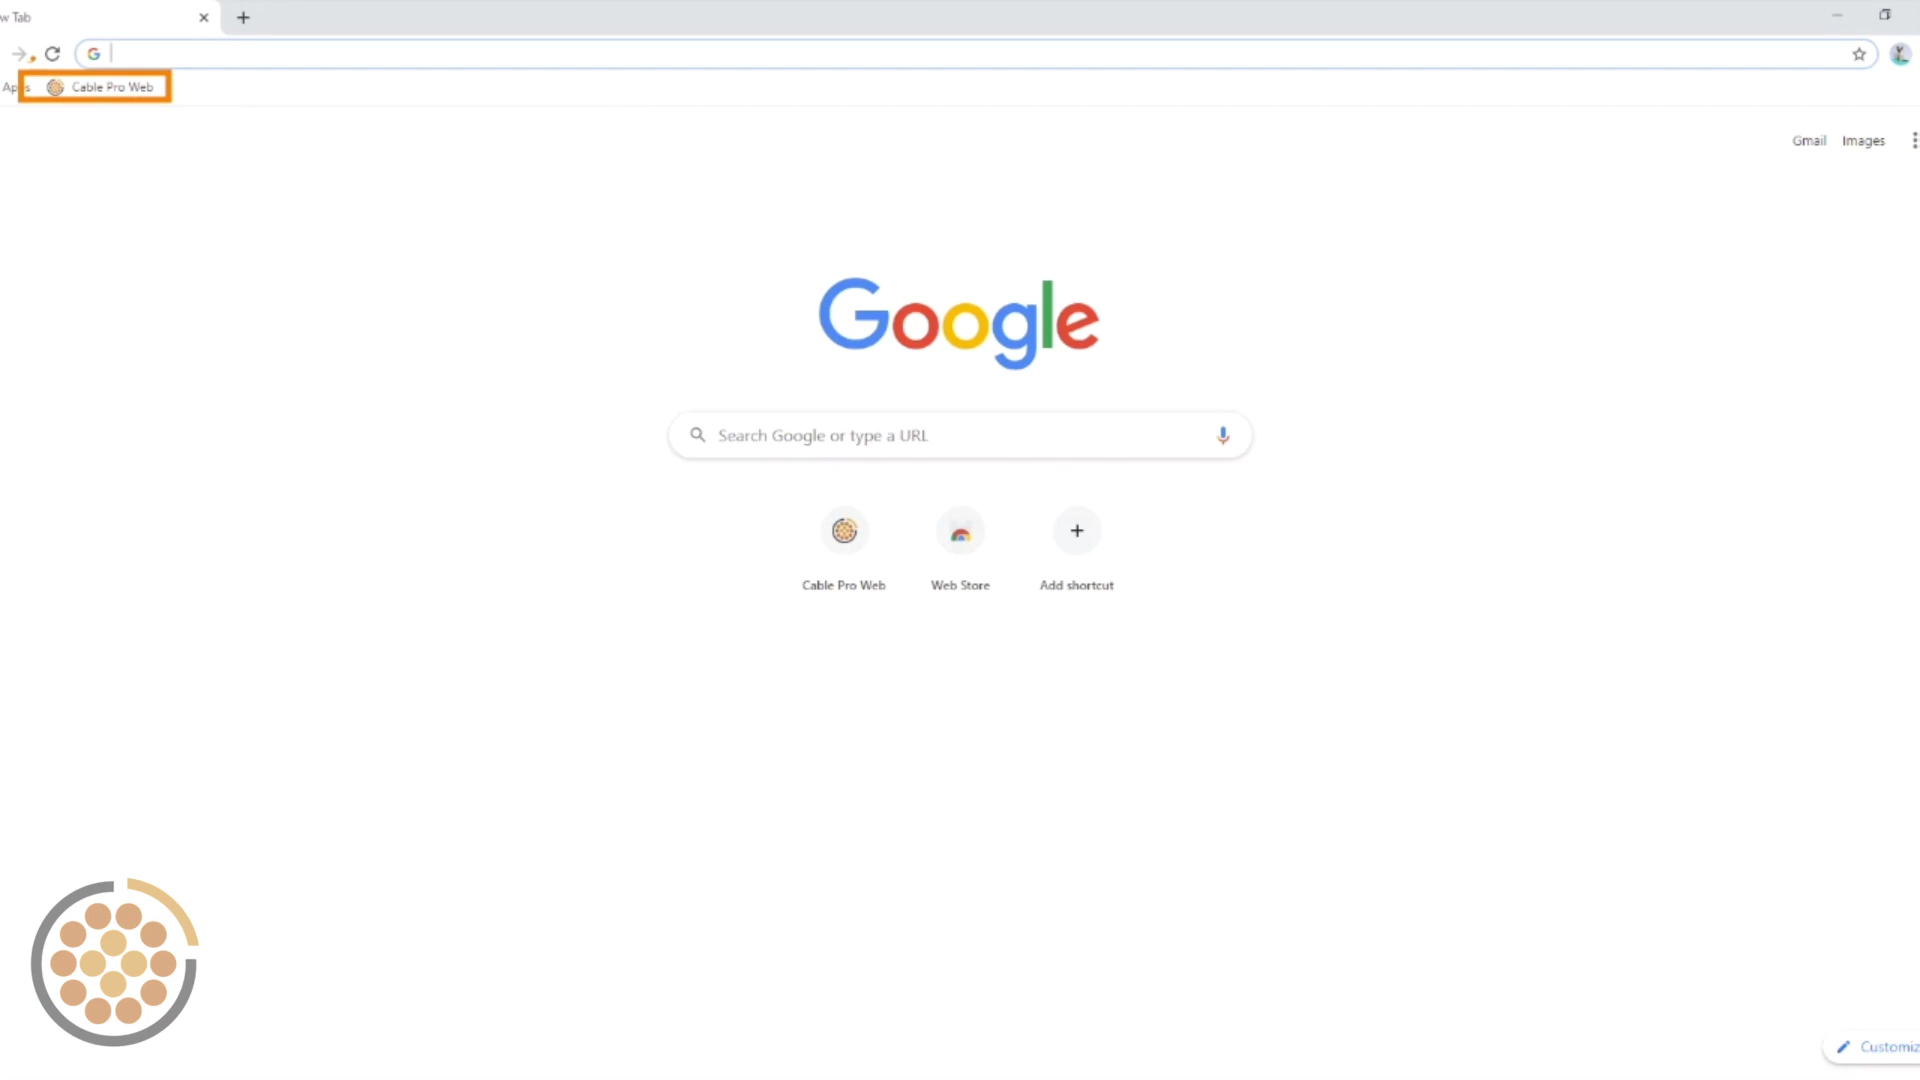 w Tab
Apps
Cable Pro Web
Gmail Images
Google
Search Google or type a URL
Cable Pro Web Web Store Add shortcut
Customiz